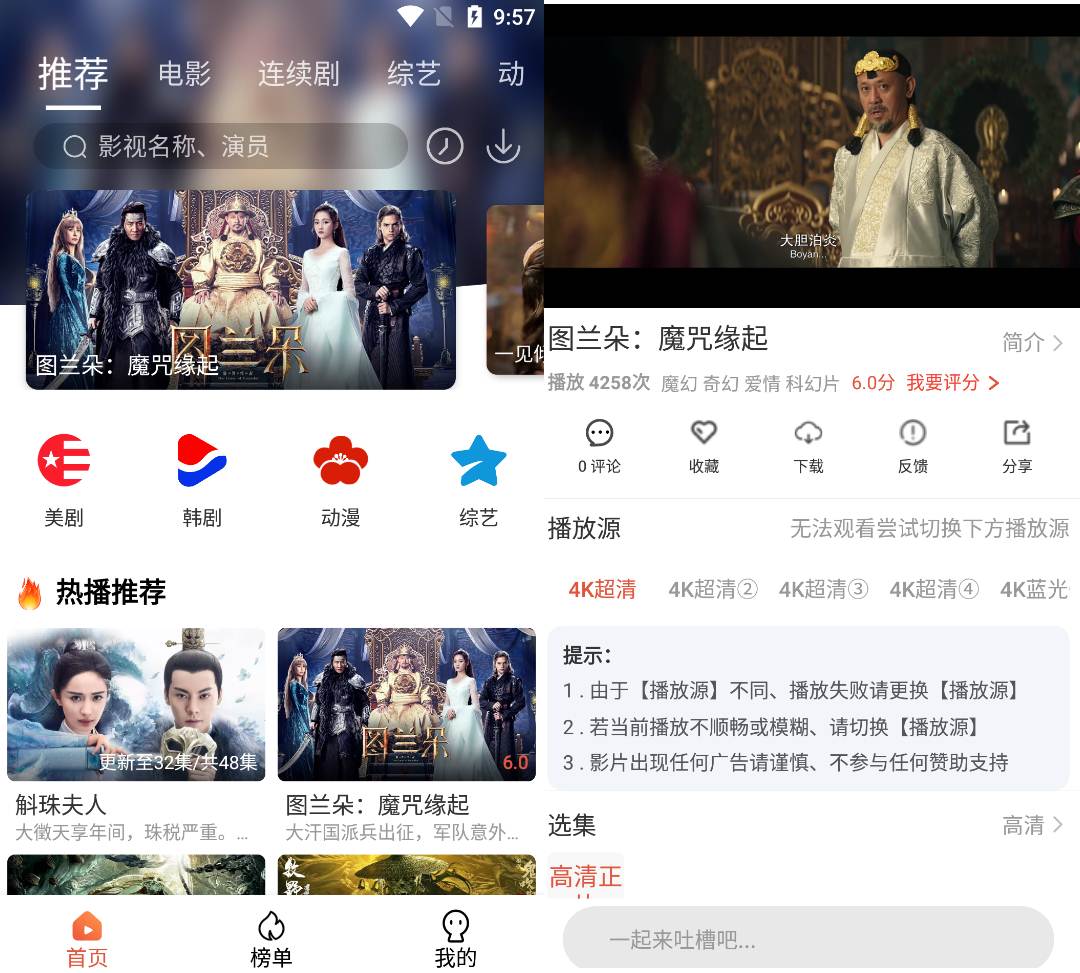 9:57
推荐 电影 连续剧 综艺 动
影视名称、演员
图兰朵
图兰朵：魔咒缘起
一见倾
美剧 韩剧 动漫 综艺
热播推荐
更新至32集/共48集
图兰朵
6.0
斛珠夫人
大徵天享年间，珠税严重。…
图兰朵：魔咒缘起
大汗国派兵出征，军队意外…
牧野
首页 榜单 我的
大胆泊炎
Boyan...
图兰朵：魔咒缘起
简介
播放 4258次 魔幻 奇幻 爱情 科幻片 6.0分 我要评分
0 评论 收藏 下载 反馈 分享
播放源
无法观看尝试切换下方播放源
4K超清 4K超清② 4K超清③ 4K超清④ 4K蓝光
提示：
1 . 由于【播放源】不同、播放失败请更换【播放源】
2 . 若当前播放不顺畅或模糊、请切换【播放源】
3 . 影片出现任何广告请谨慎、不参与任何赞助支持
选集
高清
高清正
一起来吐槽吧...